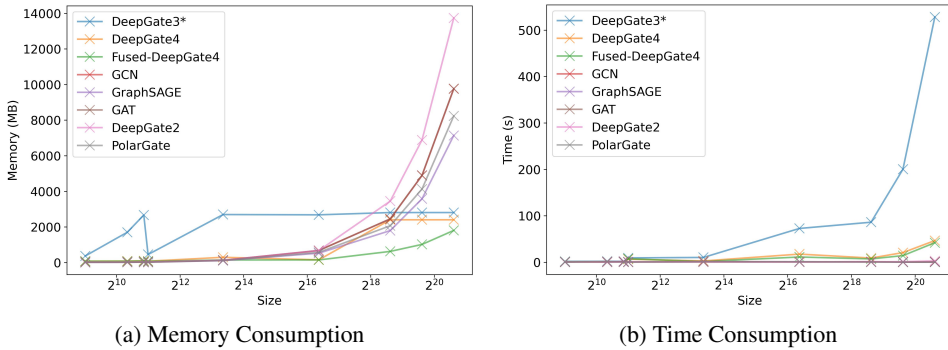 14000
12000
10000
8000
6000
4000
2000
0
Memory (MB)
DeepGate3*
DeepGate4
Fused-DeepGate4
GCN
GraphSAGE
GAT
DeepGate2
PolarGate
2^10 2^12 2^14 2^16 2^18 2^20
Size
(a) Memory Consumption
500
400
300
200
100
0
Time (s)
DeepGate3*
DeepGate4
Fused-DeepGate4
GCN
GraphSAGE
GAT
DeepGate2
PolarGate
2^10 2^12 2^14 2^16 2^18 2^20
Size
(b) Time Consumption